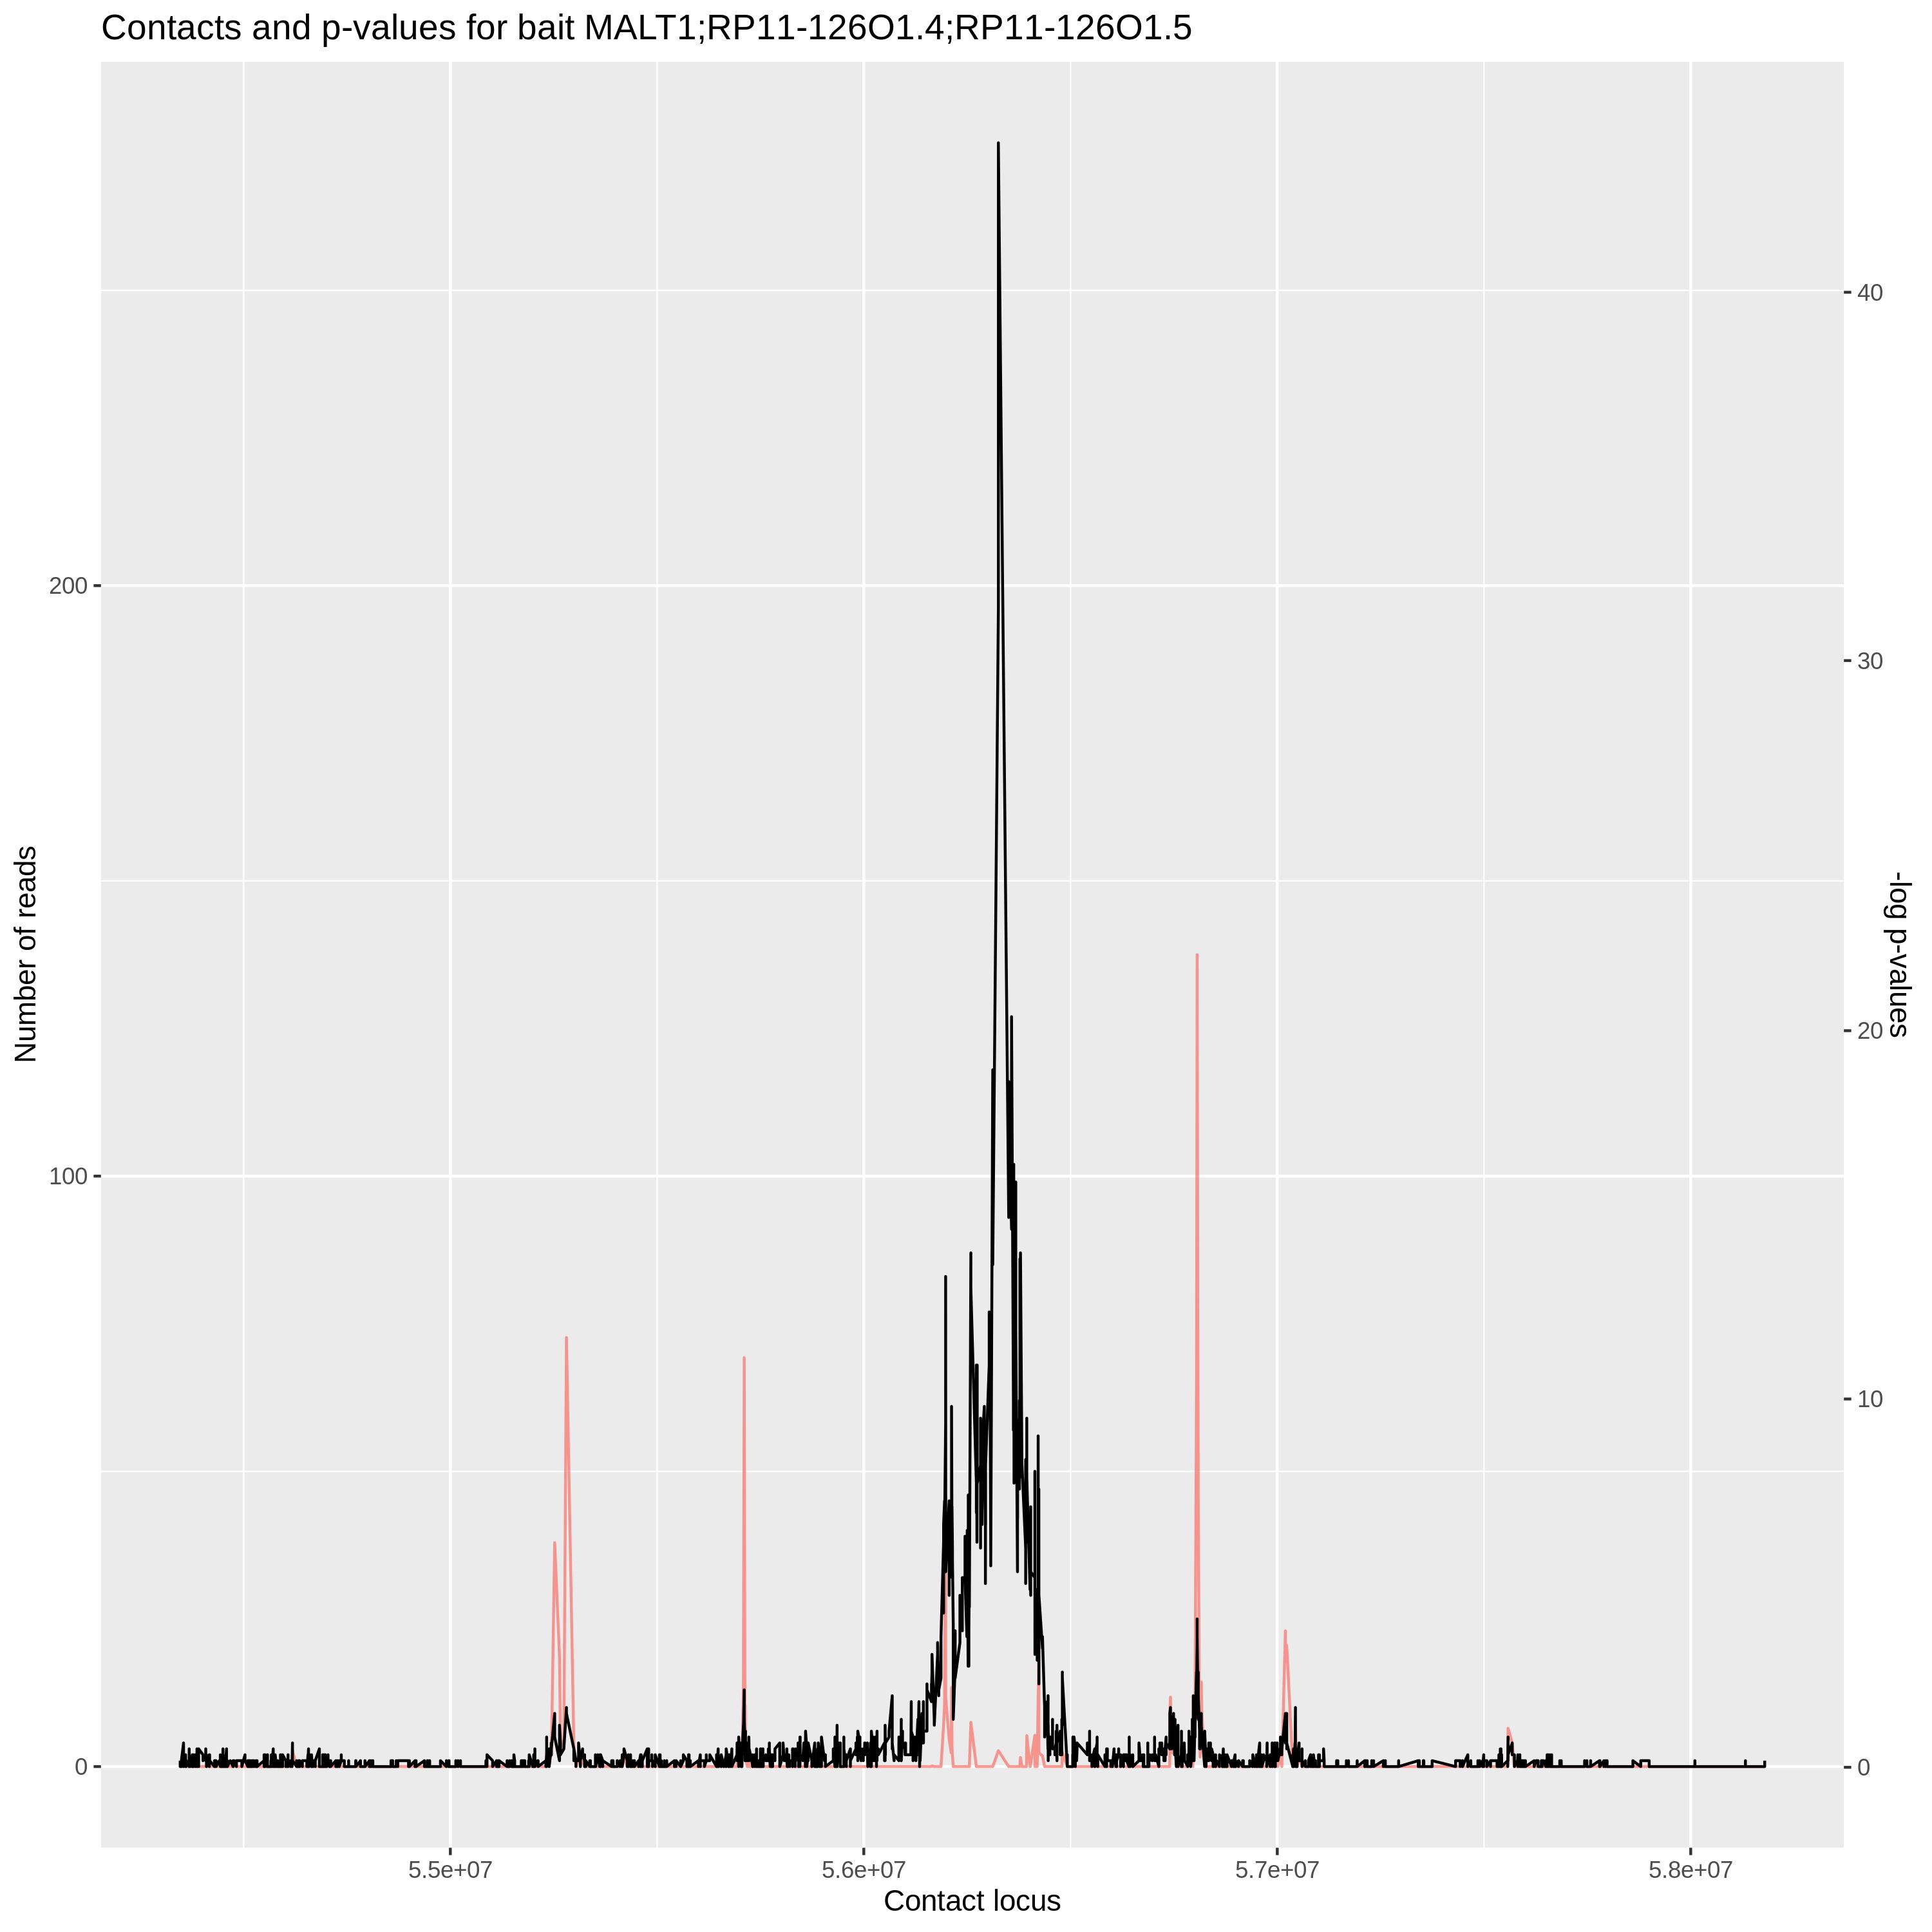 Contacts and p-values for bait MALT1;RP11-126O1.4;RP11-126O1.5
Number of reads
200
100
0
40
30
20
10
0
-log p-values
5.5e+07
5.6e+07
5.7e+07
5.8e+07
Contact locus